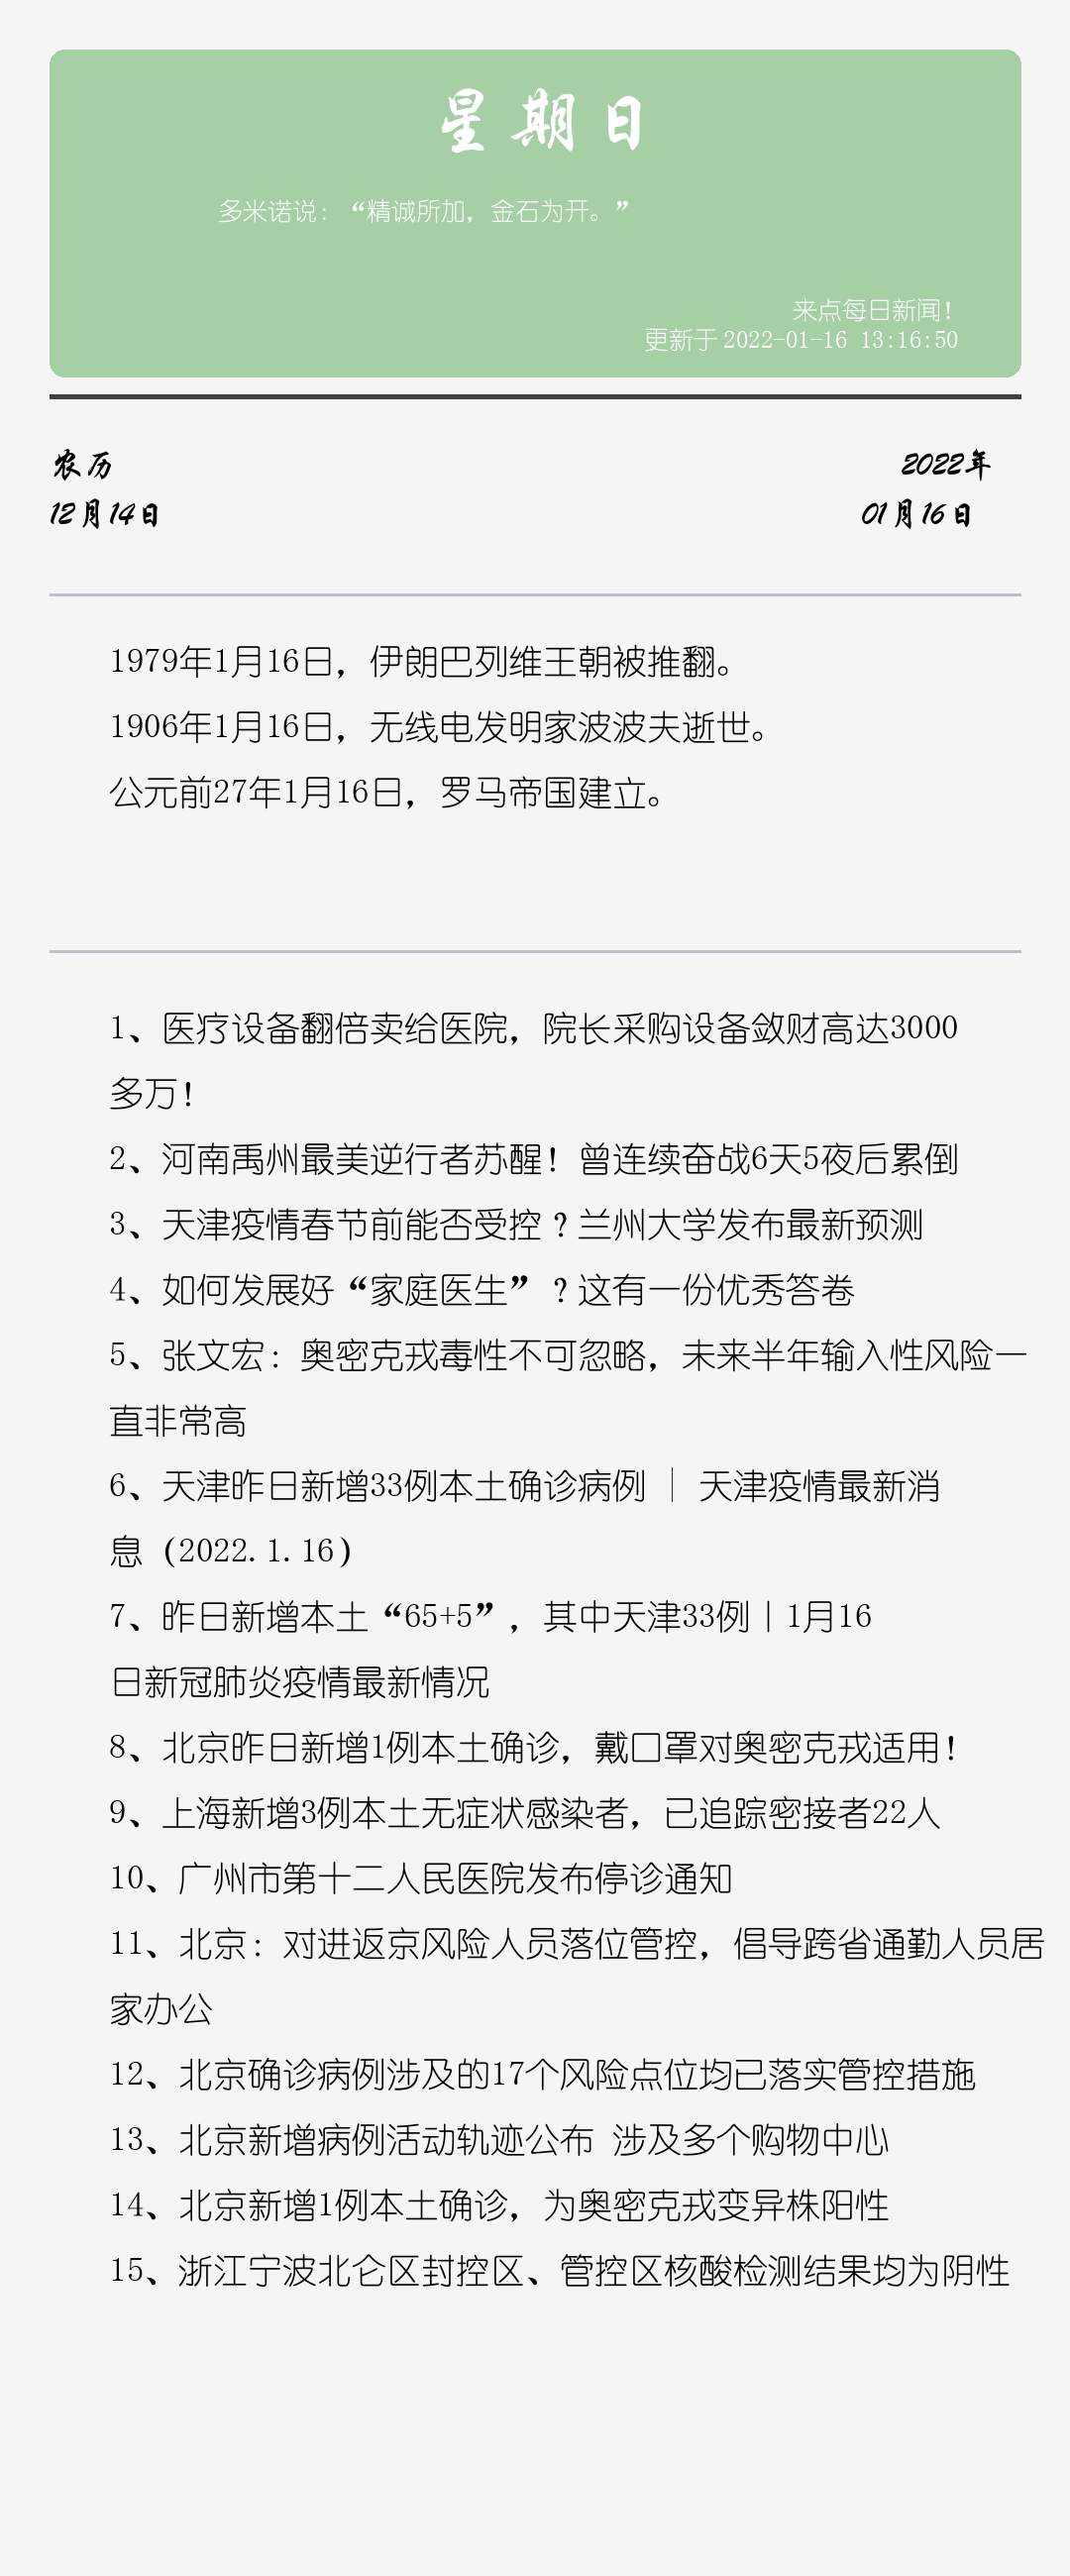 星期日
多米诺说：“精诚所加，金石为开。”
来点每日新闻！
更新于 2022-01-16 13:16:50
农历
2022年
12月14日
01月16日
1979年1月16日，伊朗巴列维王朝被推翻。
1906年1月16日，无线电发明家波波夫逝世。
公元前27年1月16日，罗马帝国建立。
1、医疗设备翻倍卖给医院，院长采购设备敛财高达3000
多万！
2、河南禹州最美逆行者苏醒！曾连续奋战6天5夜后累倒
3、天津疫情春节前能否受控？兰州大学发布最新预测
4、如何发展好“家庭医生”？这有一份优秀答卷
5、张文宏：奥密克戎毒性不可忽略，未来半年输入性风险一
直非常高
6、天津昨日新增33例本土确诊病例 │ 天津疫情最新消
息（2022.1.16）
7、昨日新增本土“65+5”，其中天津33例丨1月16
日新冠肺炎疫情最新情况
8、北京昨日新增1例本土确诊，戴口罩对奥密克戎适用！
9、上海新增3例本土无症状感染者，已追踪密接者22人
10、广州市第十二人民医院发布停诊通知
11、北京：对进返京风险人员落位管控，倡导跨省通勤人员居
家办公
12、北京确诊病例涉及的17个风险点位均已落实管控措施
13、北京新增病例活动轨迹公布 涉及多个购物中心
14、北京新增1例本土确诊，为奥密克戎变异株阳性
15、浙江宁波北仑区封控区、管控区核酸检测结果均为阴性